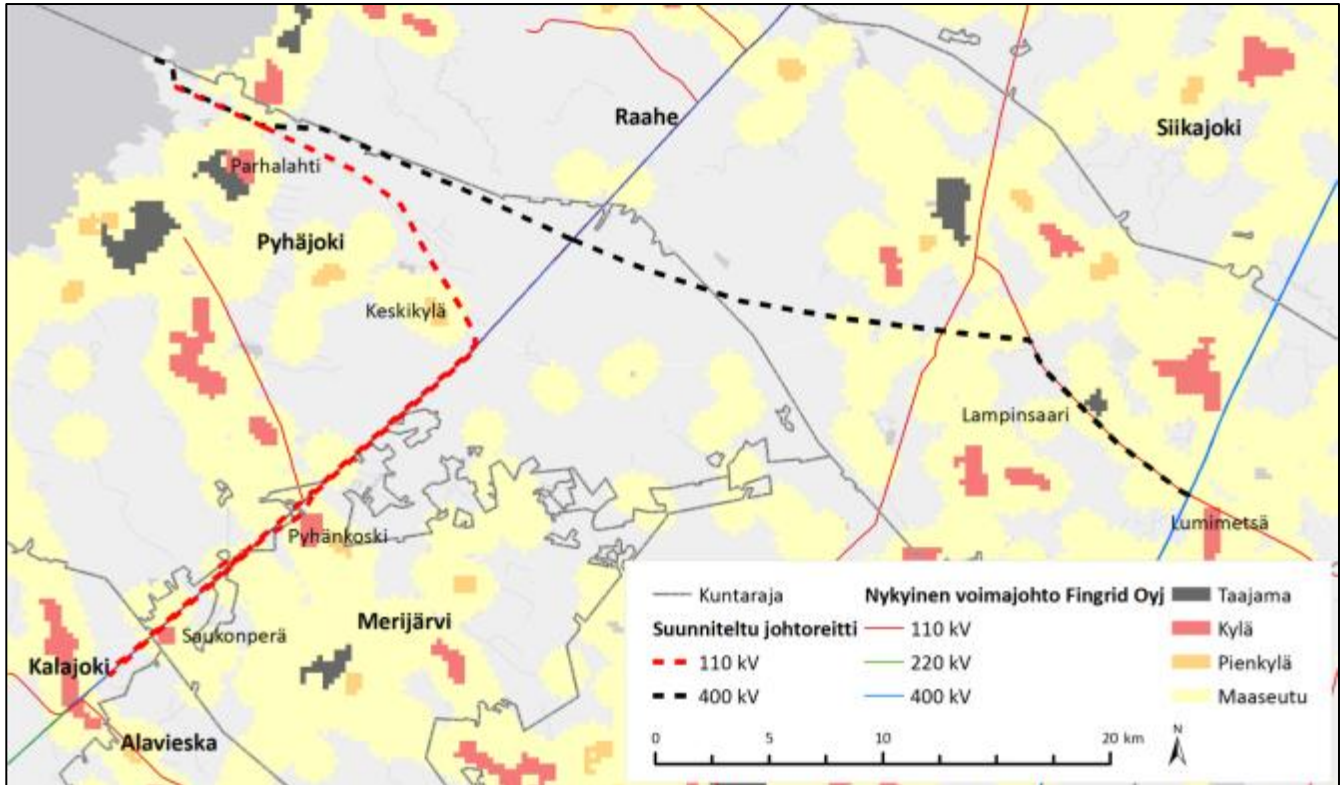 Raahe
Siikajoki
Parhalahti
Pyhäjoki
Keskikylä
Lampinsaari
Lumimetsä
Pyhänkoski
Merijärvi
Saukonperä
Kalajoki
Alavieska
Kuntaraja
Suunniteltu johtoreitti
110 kV
400 kV
Nykyinen voimajohto Fingrid Oyj
110 kV
220 kV
400 kV
Taajama
Kylä
Pienkylä
Maaseutu
0 5 10 20 km
N